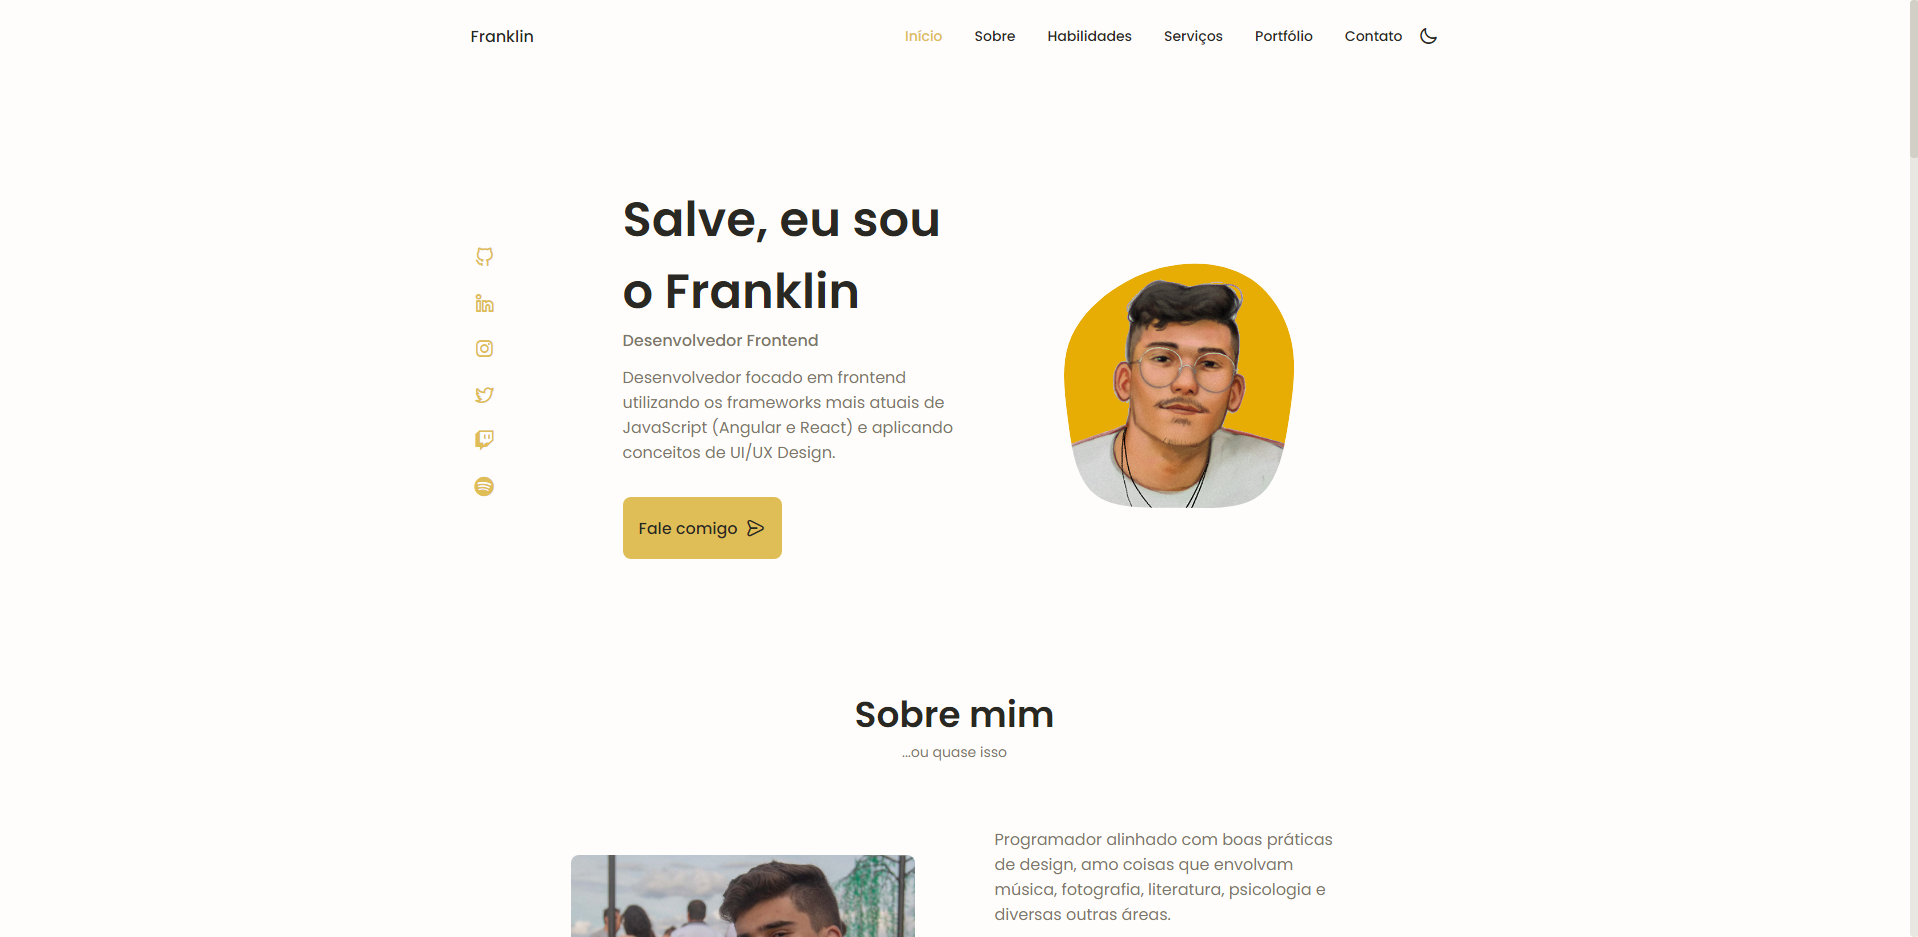 Franklin
Início Sobre Habilidades Serviços Portfólio Contato
Salve, eu sou
o Franklin
Desenvolvedor Frontend
Desenvolvedor focado em frontend
utilizando os frameworks mais atuais de
JavaScript (Angular e React) e aplicando
conceitos de UI/UX Design.
Fale comigo
Sobre mim
...ou quase isso
Programador alinhado com boas práticas
de design, amo coisas que envolvam
música, fotografia, literatura, psicologia e
diversas outras áreas.